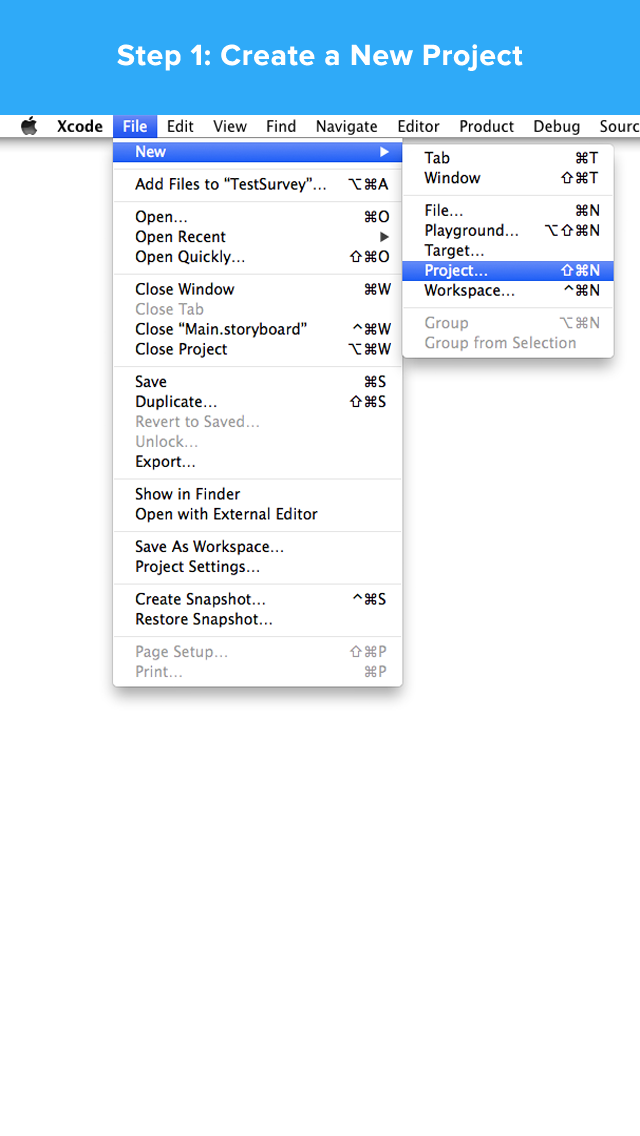 Step 1: Create a New Project
Xcode File Edit View Find Navigate Editor Product Debug Sourc
New ▶
Add Files to “TestSurvey”… ⌥⌘A
Open… ⌘O
Open Recent ▶
Open Quickly… ⇧⌘O
Close Window ⌘W
Close Tab
Close “Main.storyboard” ^⌘W
Close Project ⌥⌘W
Save ⌘S
Duplicate… ⇧⌘S
Revert to Saved…
Unlock…
Export…
Show in Finder
Open with External Editor
Save As Workspace…
Project Settings…
Create Snapshot… ^⌘S
Restore Snapshot…
Page Setup… ⇧⌘P
Print… ⌘P
Tab ⌘T
Window ⇧⌘T
File… ⌘N
Playground… ⌥⇧⌘N
Target…
Project… ⇧⌘N
Workspace… ^⌘N
Group ⌥⌘N
Group from Selection